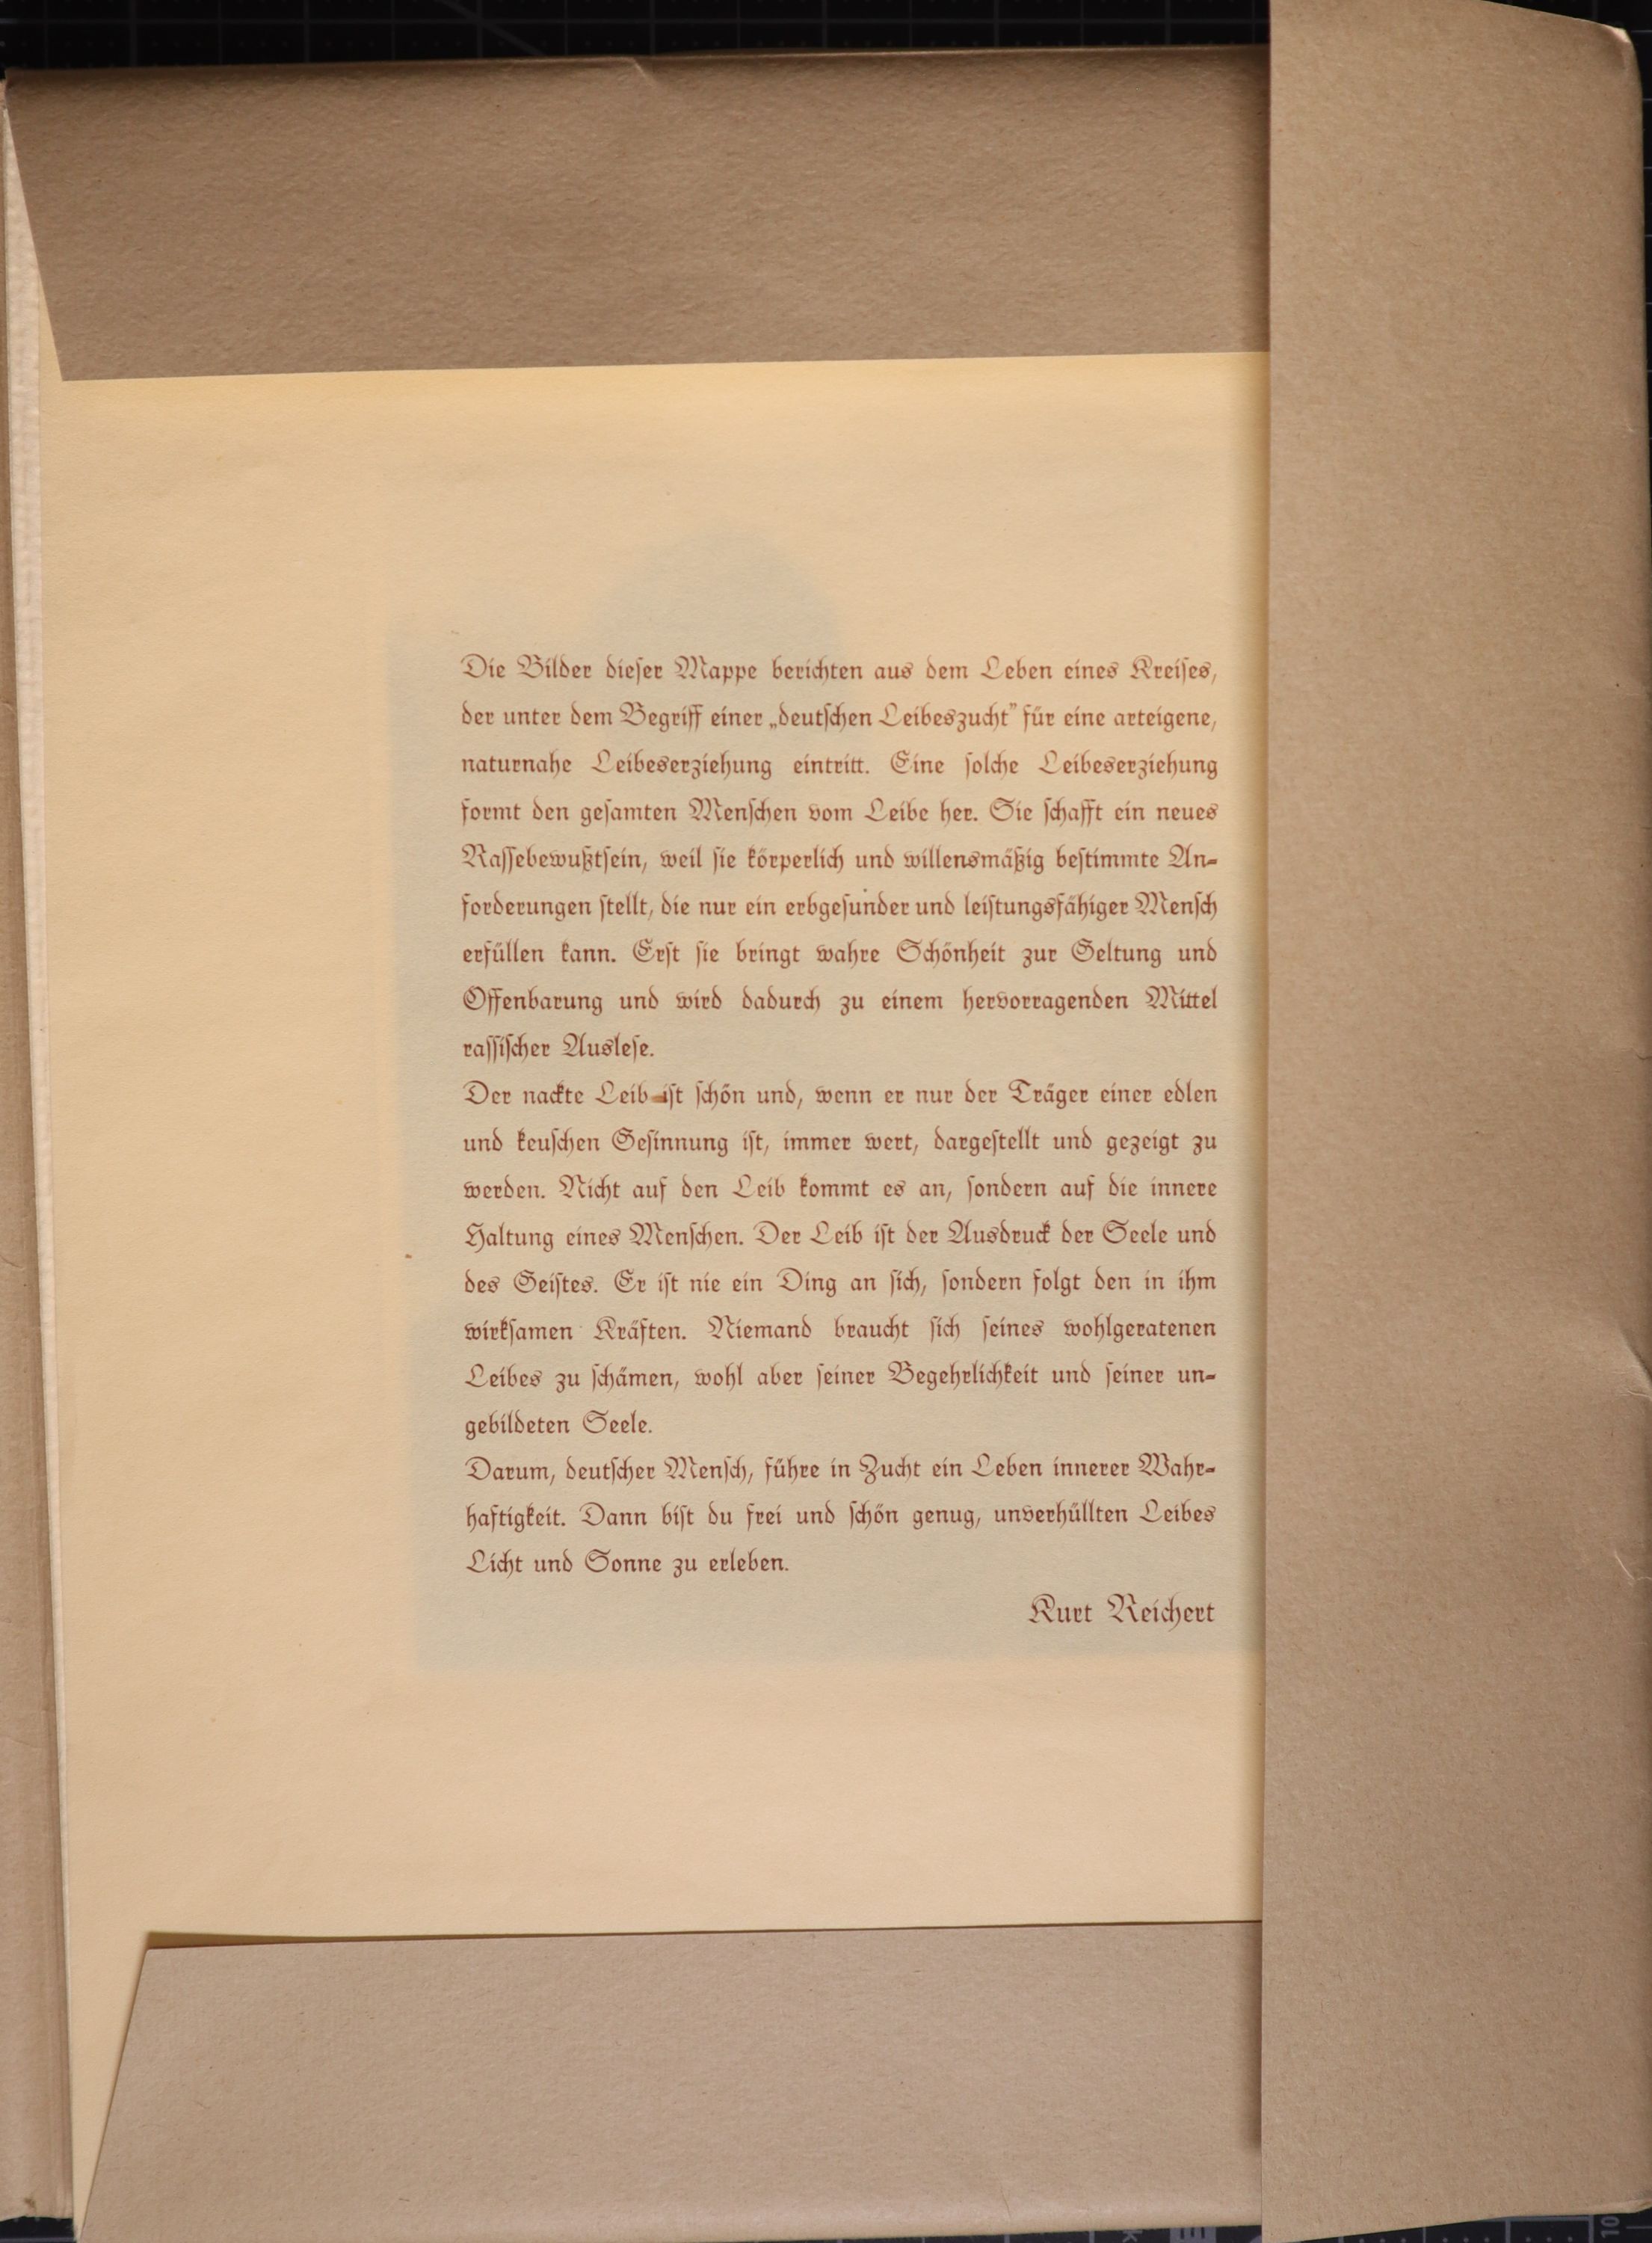 Die Bilder dieser Mappe berichten aus dem Leben eines Kreises,
der unter dem Begriff einer „deutschen Leibeszucht” für eine arteigene,
naturnahe Leibeserziehung eintritt. Eine solche Leibeserziehung
formt den gesamten Menschen vom Leibe her. Sie schafft ein neues
Rassebewußtsein, weil sie körperlich und willensmäßig bestimmte An-
forderungen stellt, die nur ein erbgesunder und leistungsfähiger Mensch
erfüllen kann. Erst sie bringt wahre Schönheit zur Geltung und
Offenbarung und wird dadurch zu einem hervorragenden Mittel
rassischer Auslese.
Der nackte Leib ist schön und, wenn er nur der Träger einer edlen
und keuschen Gesinnung ist, immer wert, dargestellt und gezeigt zu
werden. Nicht auf den Leib kommt es an, sondern auf die innere
Haltung eines Menschen. Der Leib ist der Ausdruck der Seele und
des Geistes. Er ist nie ein Ding an sich, sondern folgt den in ihm
wirksamen Kräften. Niemand braucht sich seines wohlgeratenen
Leibes zu schämen, wohl aber seiner Begehrlichkeit und seiner un-
gebildeten Seele.
Darum, deutscher Mensch, führe in Zucht ein Leben innerer Wahr-
haftigkeit. Dann bist du frei und schön genug, unverhüllten Leibes
Licht und Sonne zu erleben.
Kurt Reichert
10